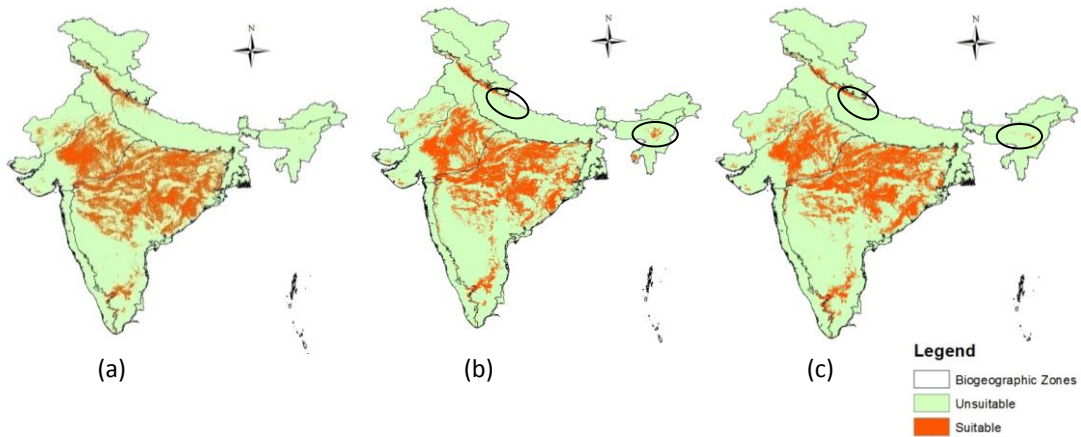 N
N
N
(a)
(b)
(c)
Legend
Biogeographic Zones
Unsuitable
Suitable